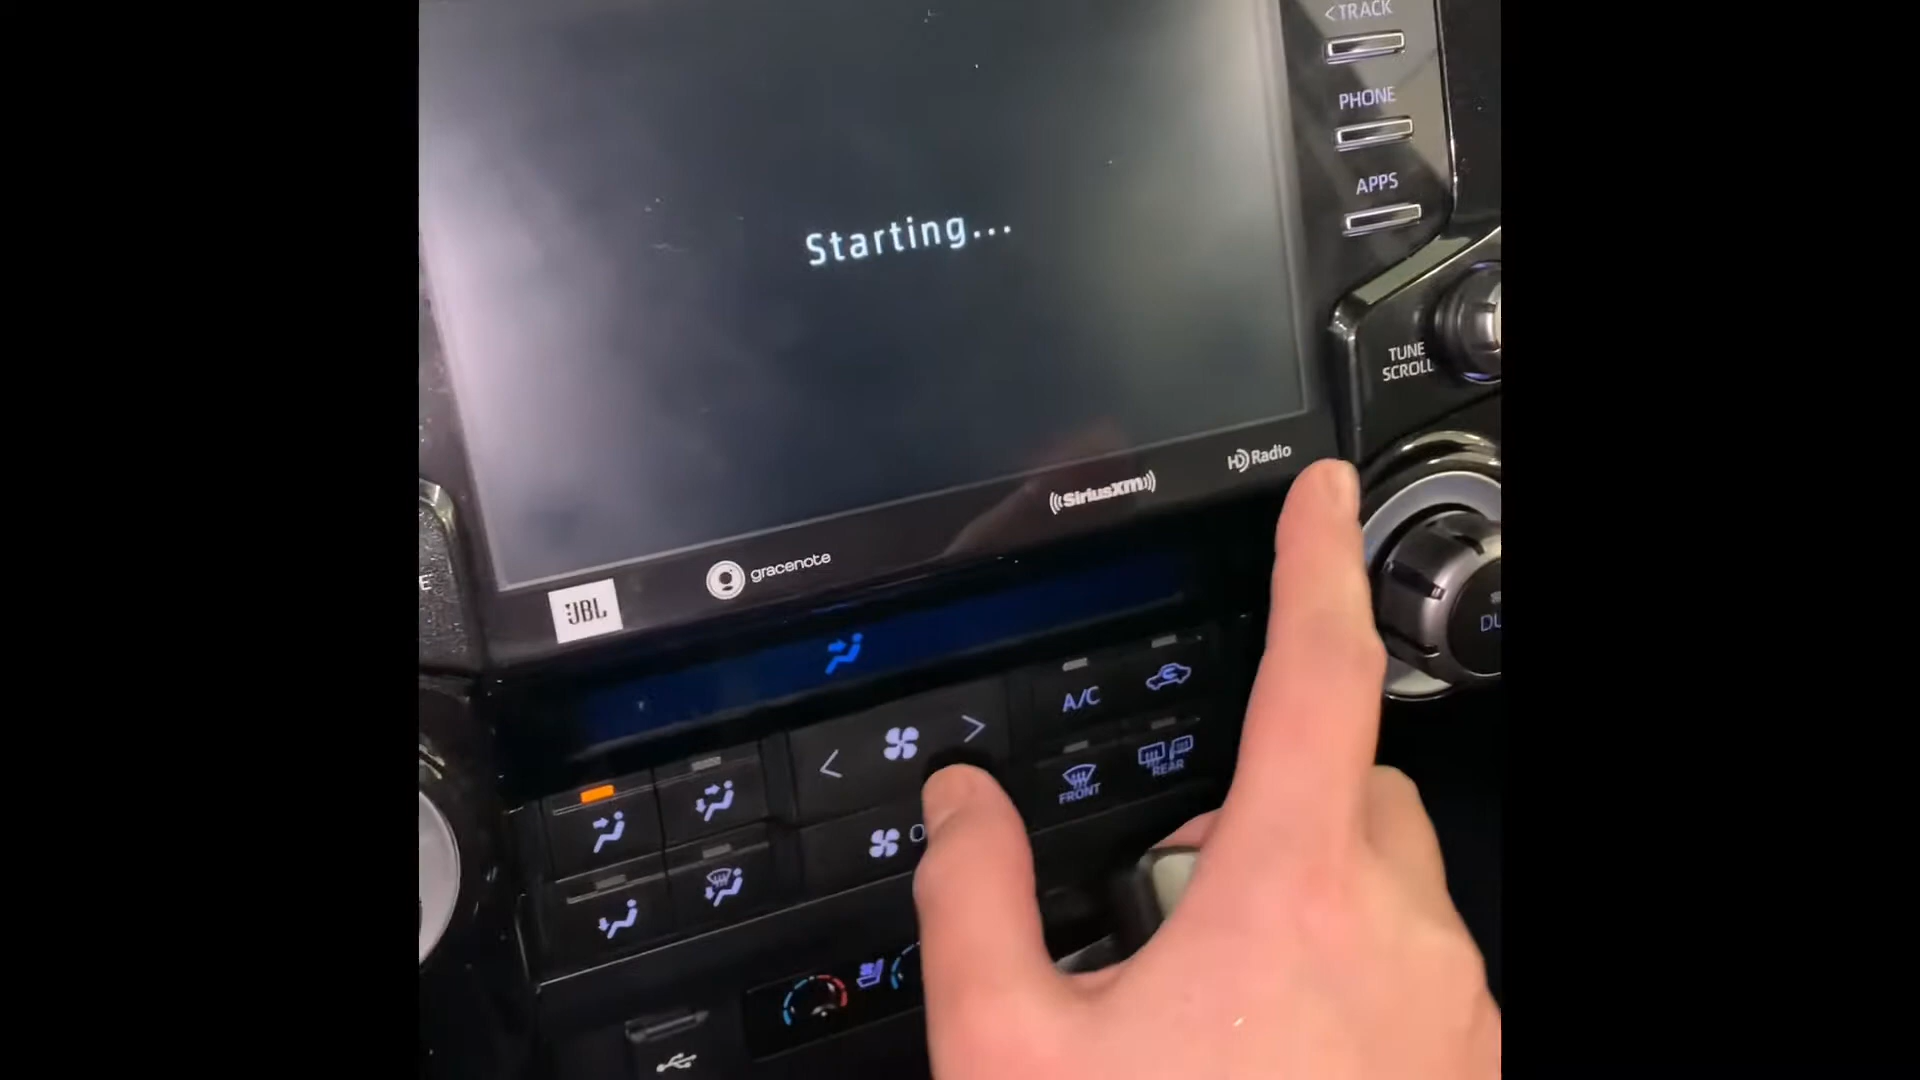 <TRACK
PHONE
APPS
Starting...
TUNE
SCROLL
HD Radio
((SiriusXM))
gracenote
JBL
A/C
FRONT
REAR